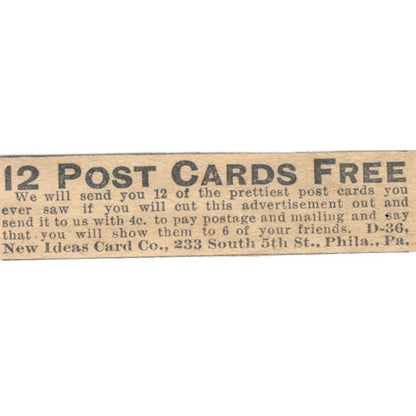 12 POST CARDS FREE
We will send you 12 of the prettiest post cards you
ever saw if you will cut this advertisement out and
send it to us with 4c. to pay postage and mailing and say
that you will show them to 6 of your friends. D-36,
New Ideas Card Co., 233 South 5th St., Phila., Pa.